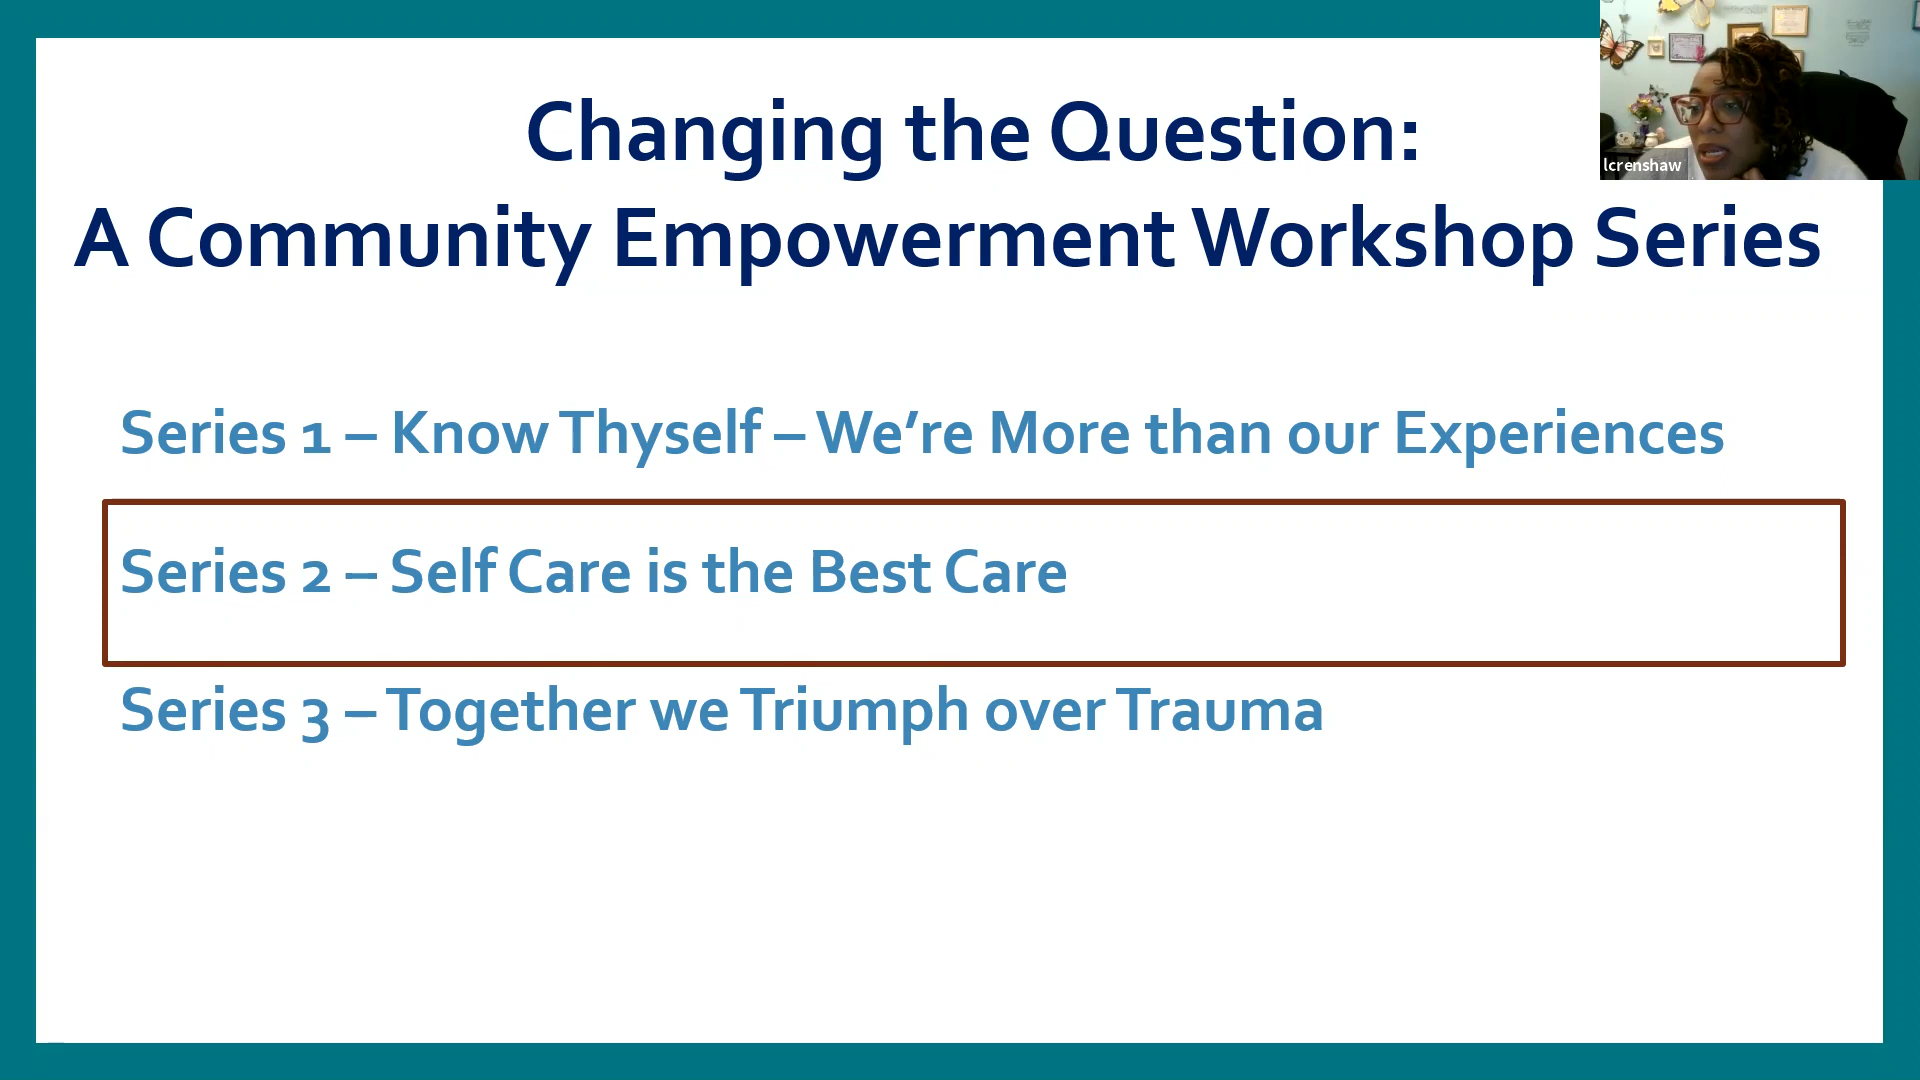 Changing the Question:
A Community Empowerment Workshop Series
lcrenshaw
Series 1 – Know Thyself – We’re More than our Experiences
Series 2 – Self Care is the Best Care
Series 3 – Together we Triumph over Trauma